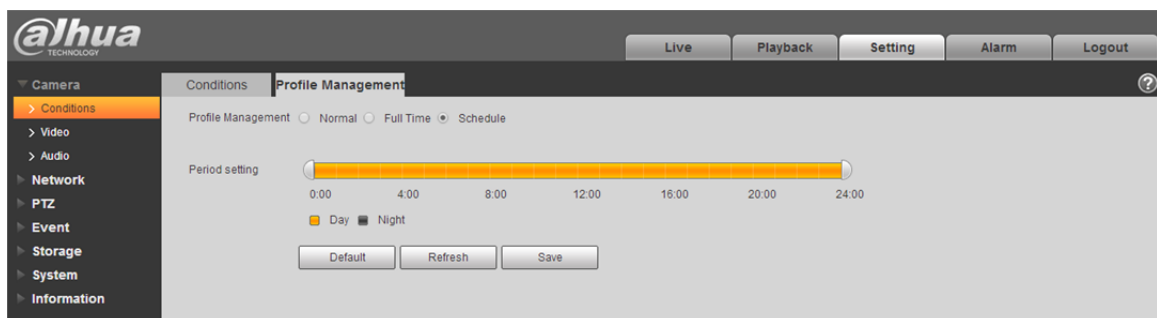 alhua
TECHNOLOGY
Live Playback Setting Alarm Logout
Camera
Conditions Profile Management ?
> Conditions
Profile Management Normal Full Time Schedule
> Video
> Audio
Period setting
Network
0:00 4:00 8:00 12:00 16:00 20:00 24:00
PTZ
Day Night
Event
Storage
Default Refresh Save
System
Information